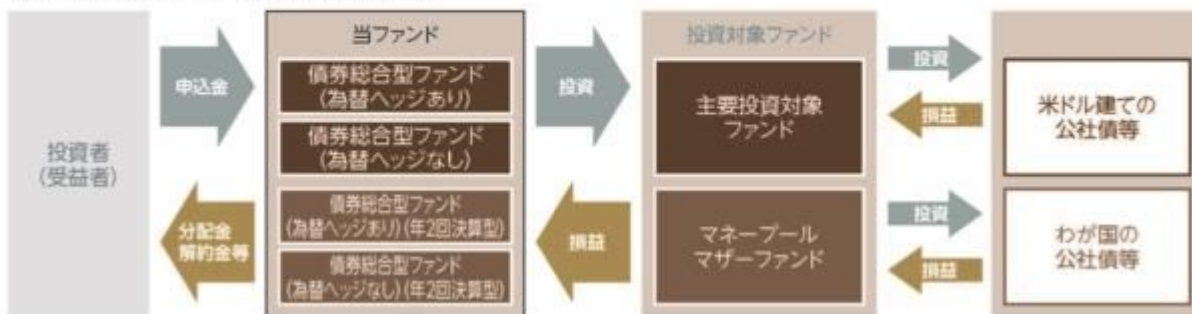 投資者
(受益者)
申込金
分配金
解約金等
当ファンド
債券総合型ファンド
(為替ヘッジあり)
債券総合型ファンド
(為替ヘッジなし)
債券総合型ファンド
(為替ヘッジあり)(年2回決算型)
債券総合型ファンド
(為替ヘッジなし)(年2回決算型)
投資
損益
投資対象ファンド
主要投資対象
ファンド
マネープール
マザーファンド
投資
損益
投資
損益
米ドル建ての
公社債等
わが国の
公社債等